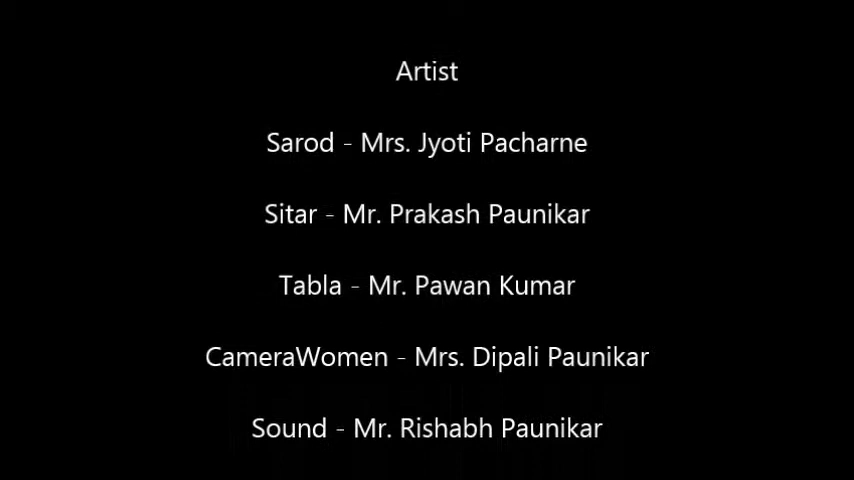 Artist
Sarod - Mrs. Jyoti Pacharne
Sitar - Mr. Prakash Paunikar
Tabla - Mr. Pawan Kumar
CameraWomen - Mrs. Dipali Paunikar
Sound - Mr. Rishabh Paunikar